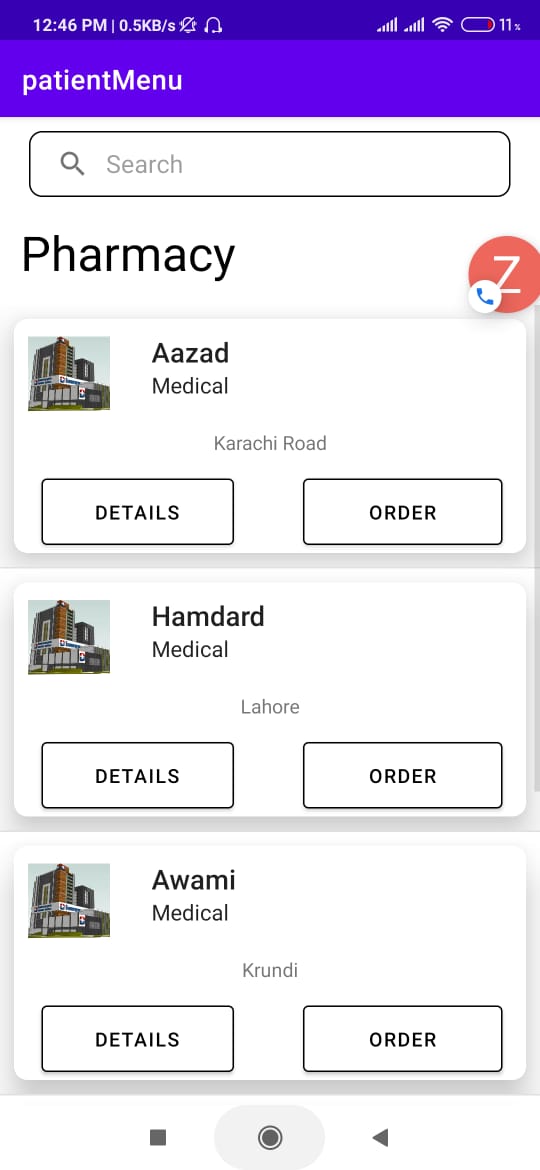 12:46 PM | 0.5KB/s 11%
patientMenu
Search
Pharmacy
Z
Aazad
Medical
Karachi Road
DETAILS ORDER
Hamdard
Medical
Lahore
DETAILS ORDER
Awami
Medical
Krundi
DETAILS ORDER